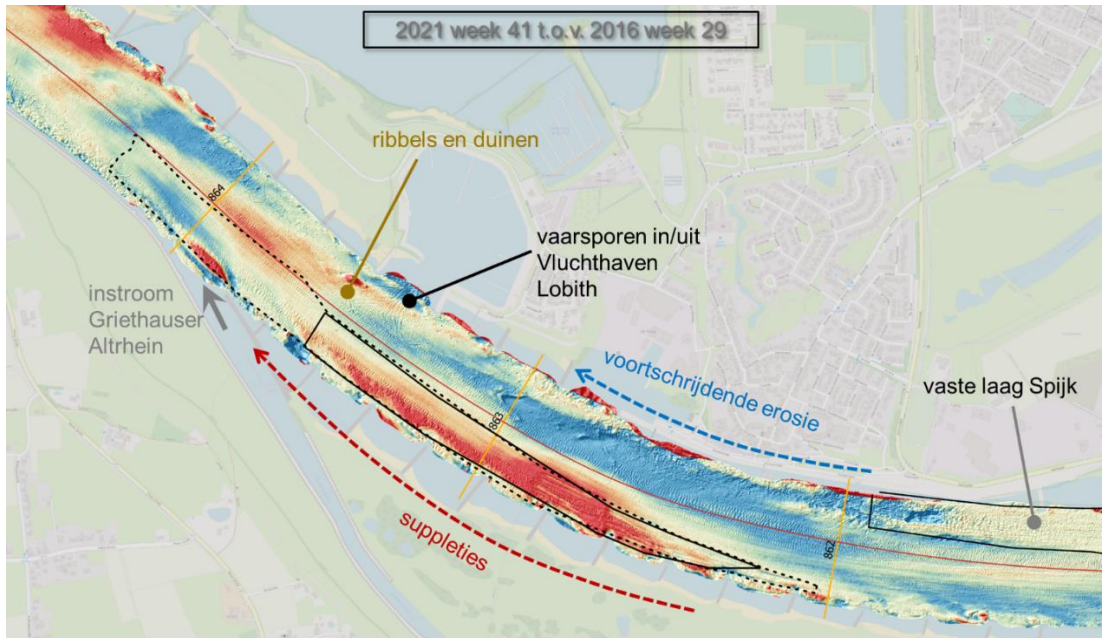 2021 week 41 t.o.v. 2016 week 29
ribbels en duinen
864
vaarsporen in/uit
Vluchthaven
Lobith
instroom
Griethauser
Altrhein
voortschrijdende erosie
vaste laag Spijk
863
suppleties
862